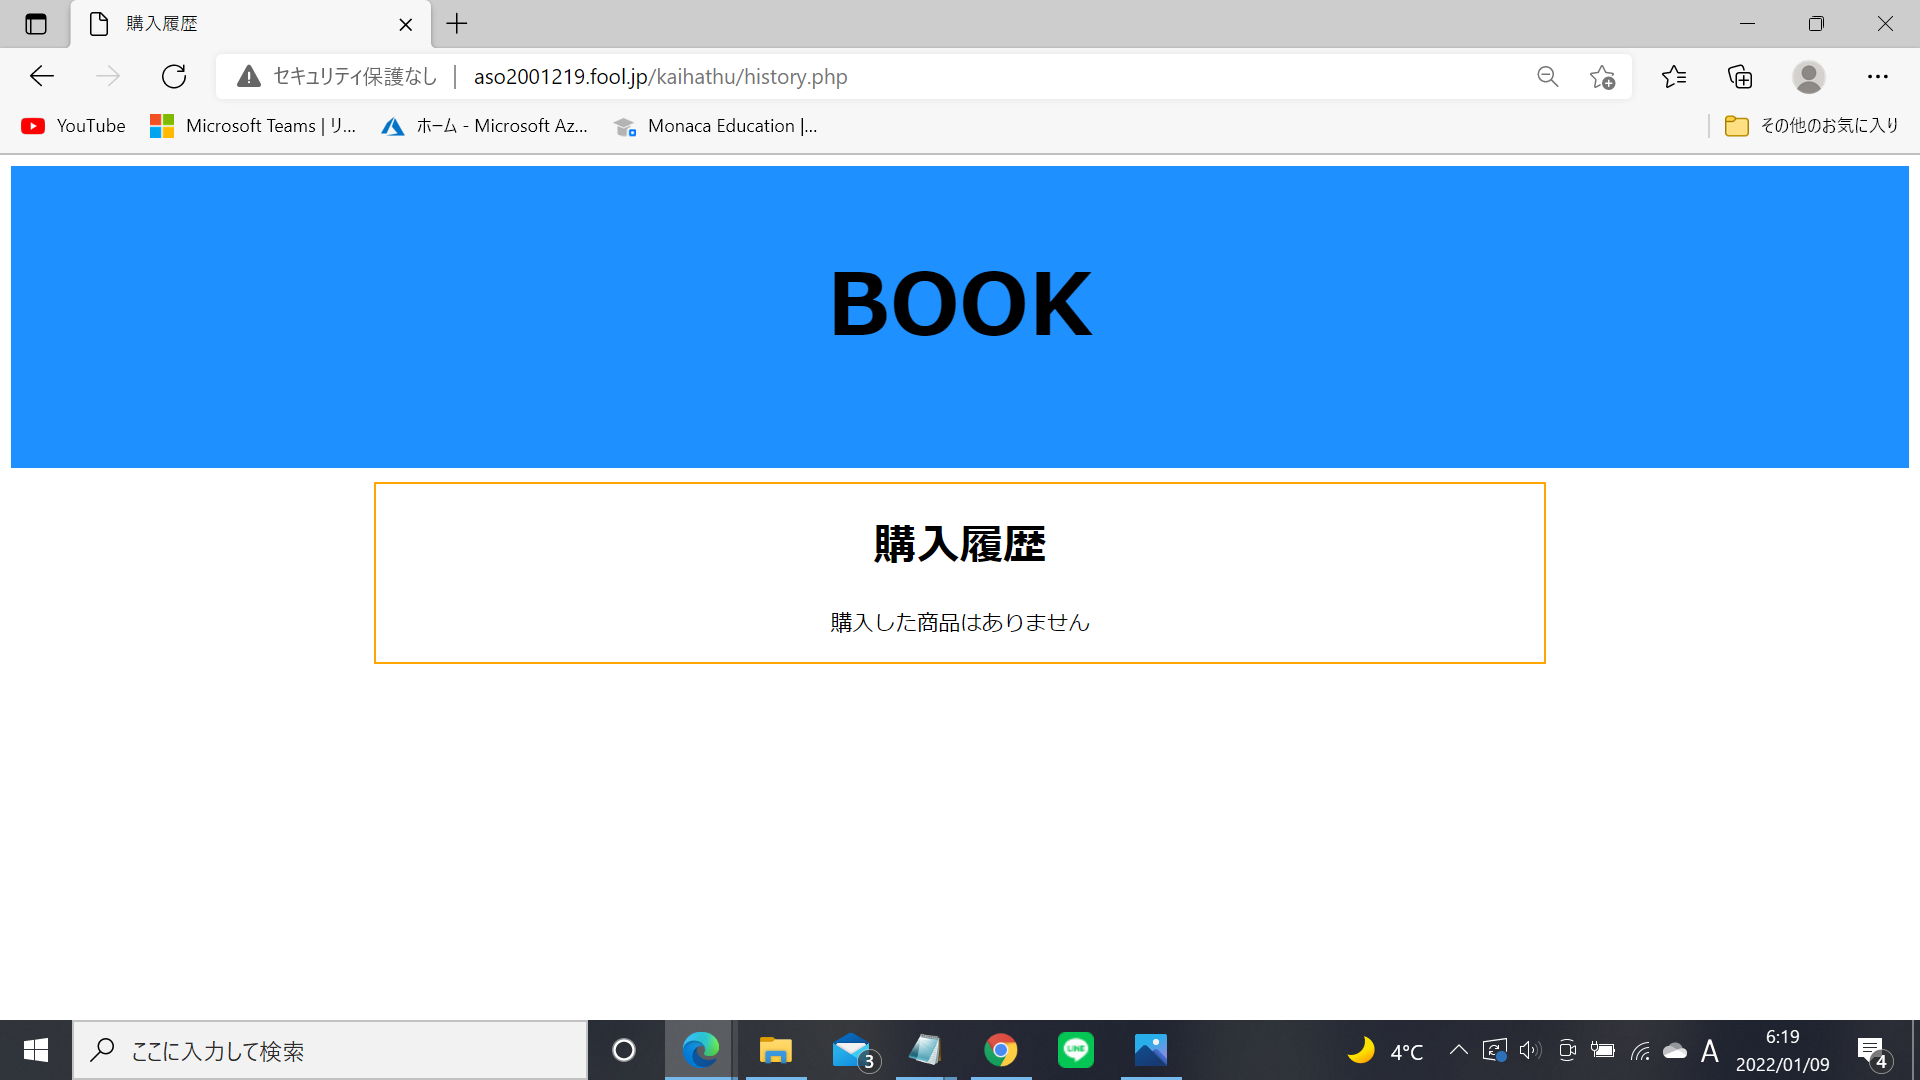 購入履歴
セキュリティ保護なし | aso2001219.fool.jp/kaihathu/history.php
YouTube
Microsoft Teams | リ...
ホーム - Microsoft Az...
Monaca Education |...
その他のお気に入り
BOOK
購入履歴
購入した商品はありません
ここに入力して検索
3
LINE
4°C
A
6:19
2022/01/09
4